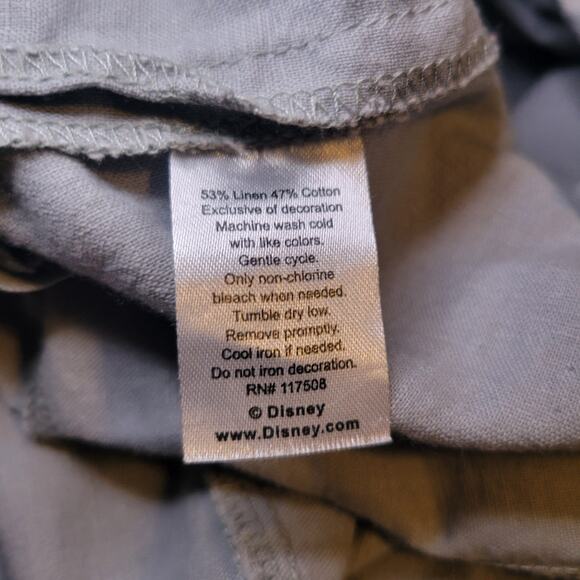 53% Linen 47% Cotton
Exclusive of decoration
Machine wash cold
with like colors.
Gentle cycle.
Only non-chlorine
bleach when needed.
Tumble dry low.
Remove promptly.
Cool iron if needed.
Do not iron decoration.
RN# 117508
© Disney
www.Disney.com